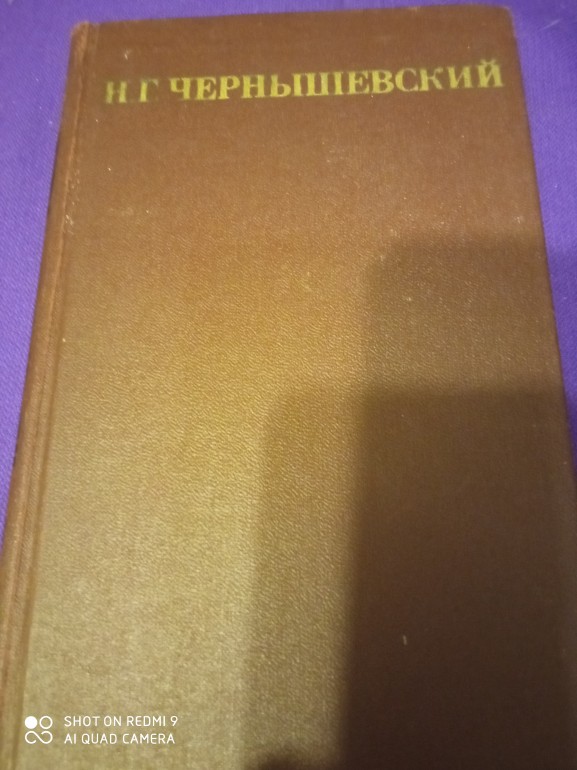 Н.Г. ЧЕРНЫШЕВСКИЙ
SHOT ON REDMI 9
AI QUAD CAMERA